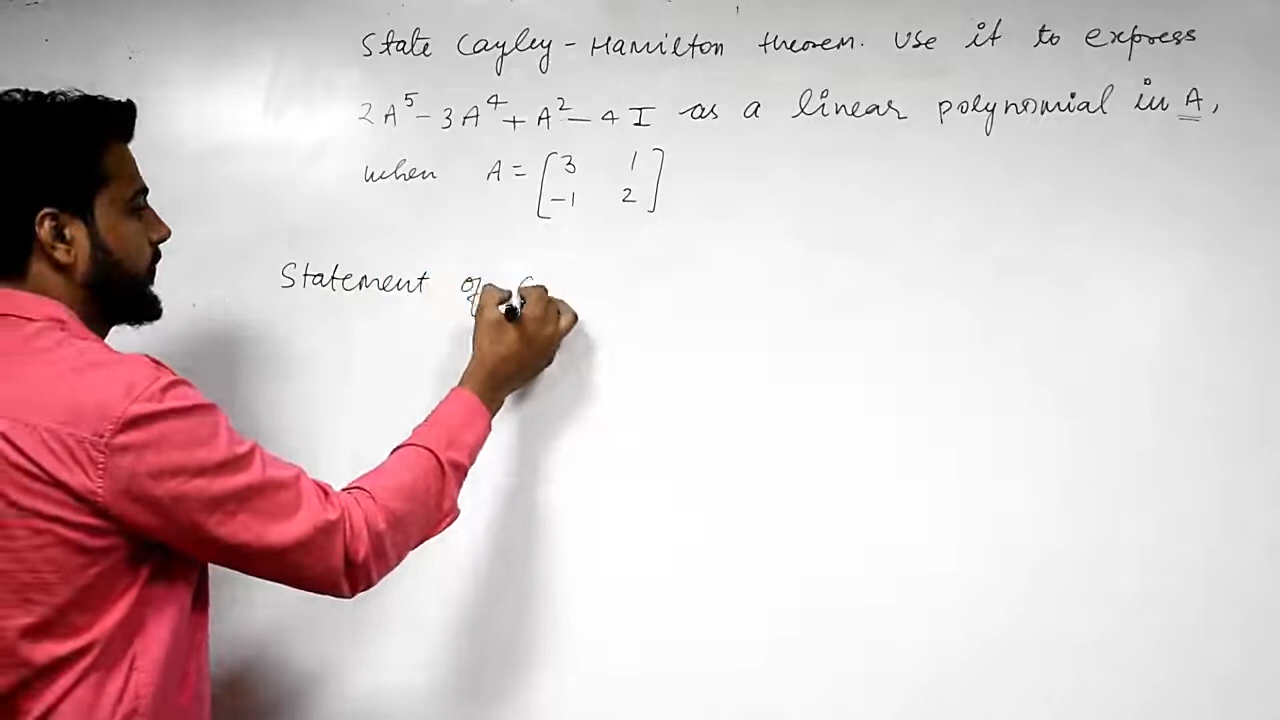 State Cayley-Hamilton theorem. Use it to express
2A⁵ - 3A⁴ + A² - 4I as a linear polynomial in A,
when A = [3 1
-1 2]
Statement of